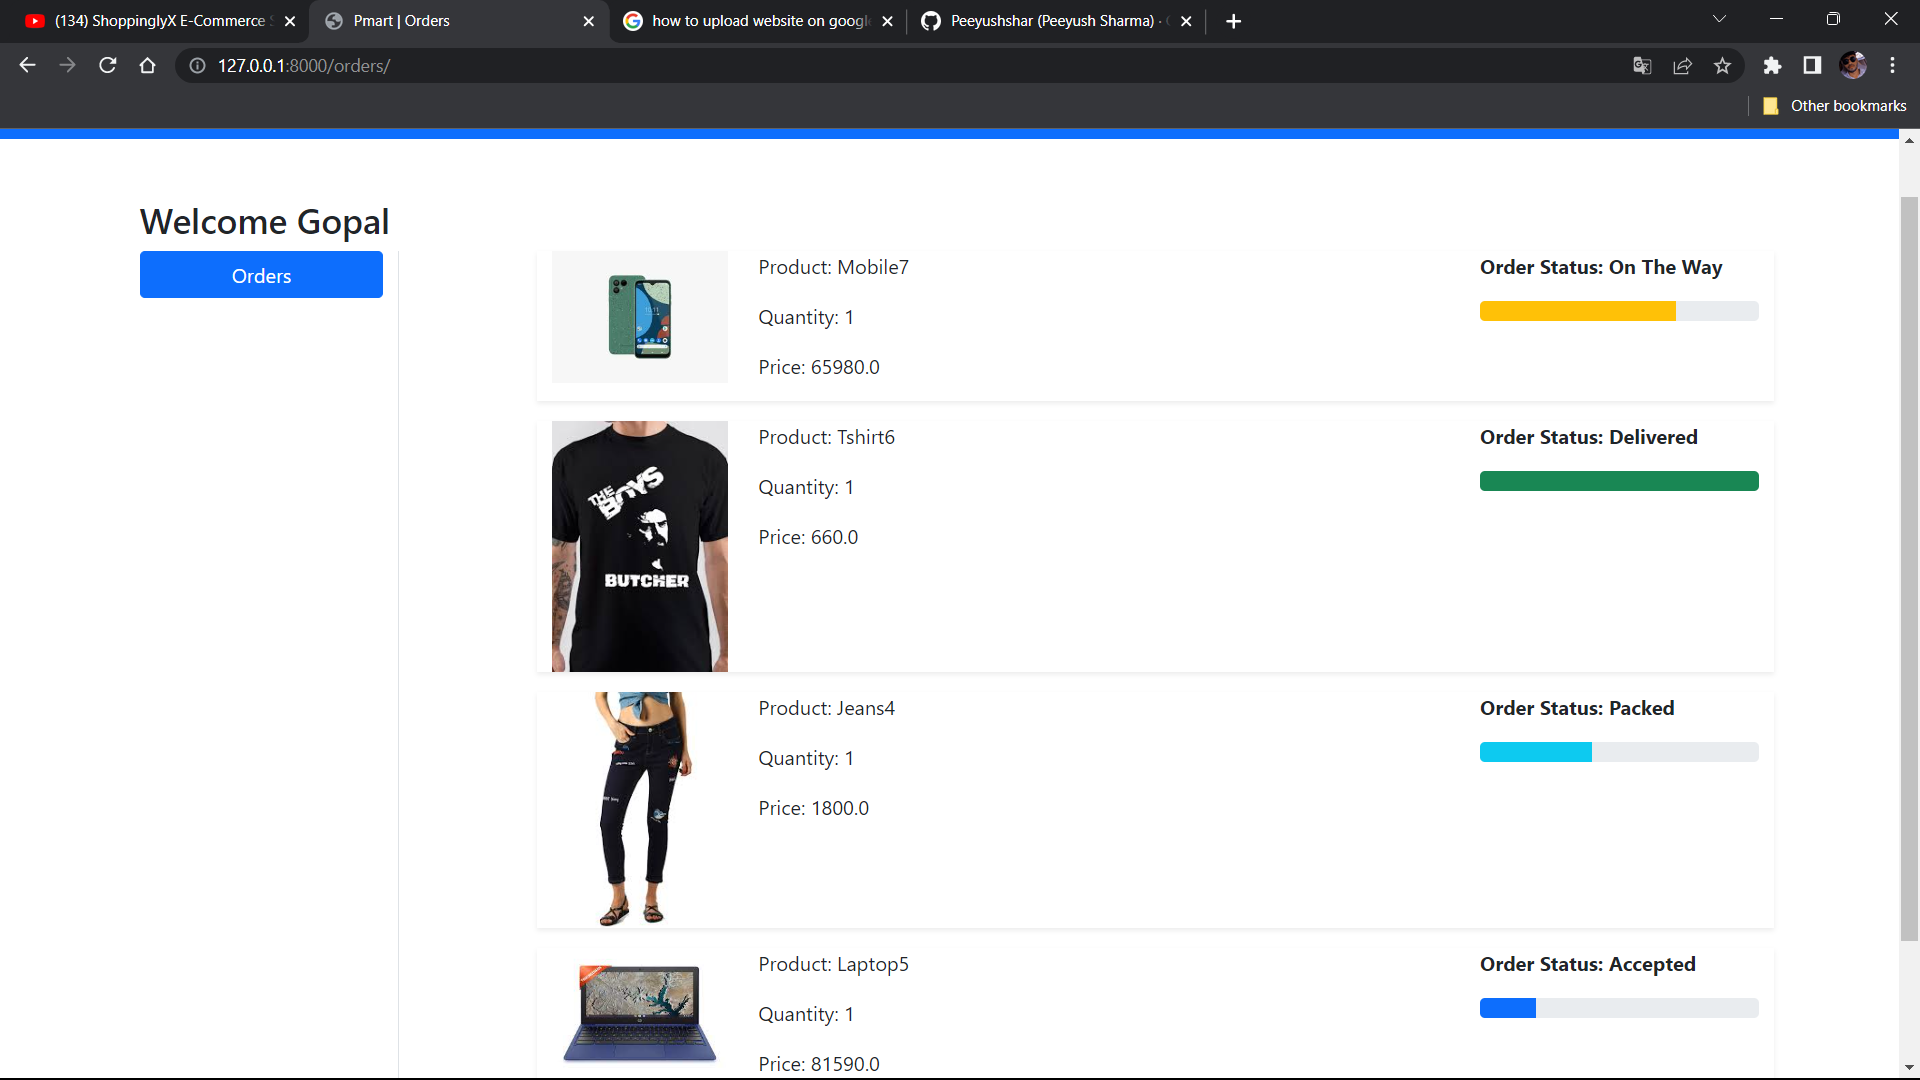 (134) ShoppinglyX E-Commerce
Pmart | Orders
how to upload website on googl
Peeyushshar (Peeyush Sharma) ·
127.0.0.1:8000/orders/
Other bookmarks
Welcome Gopal
Orders
Product: Mobile7
Quantity: 1
Price: 65980.0
Order Status: On The Way
THE
BOYS
BUTCHER
Product: Tshirt6
Quantity: 1
Price: 660.0
Order Status: Delivered
Product: Jeans4
Quantity: 1
Price: 1800.0
Order Status: Packed
Product: Laptop5
Quantity: 1
Price: 81590.0
Order Status: Accepted